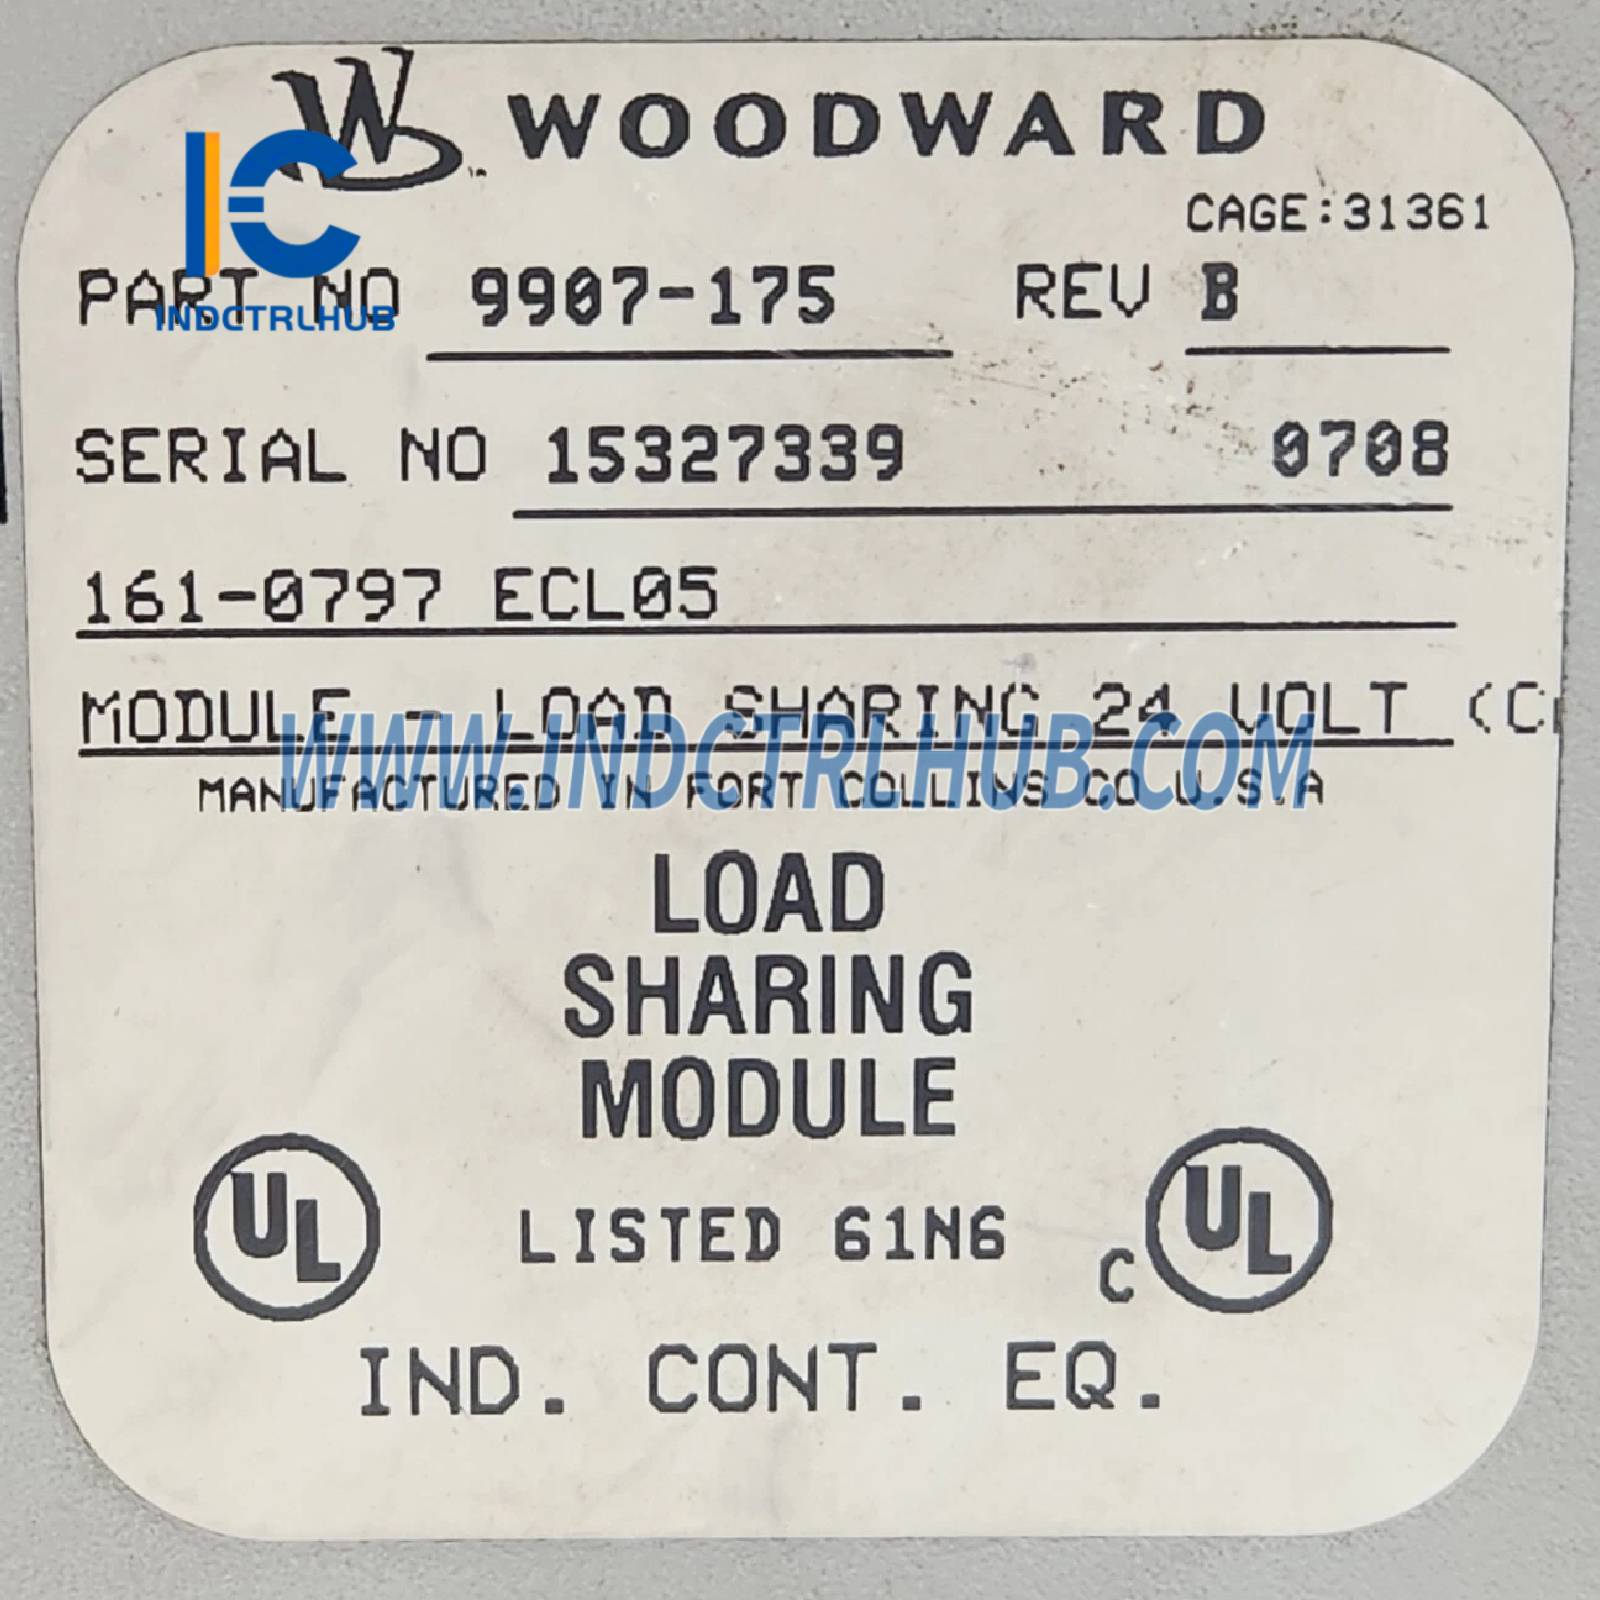 WOODWARD
CAGE:31361
PART NO 9907-175 REV B
INDCTRLHUB
SERIAL NO 15327339 0708
161-0797 ECL05
MODULE - LOAD SHARING 24 VOLT
WWW.INDCTRLHUB.COM
MANUFACTURED IN FORT COLLINS CO U.S.A
LOAD
SHARING
MODULE
UL LISTED 61N6 C UL
IND. CONT. EQ.